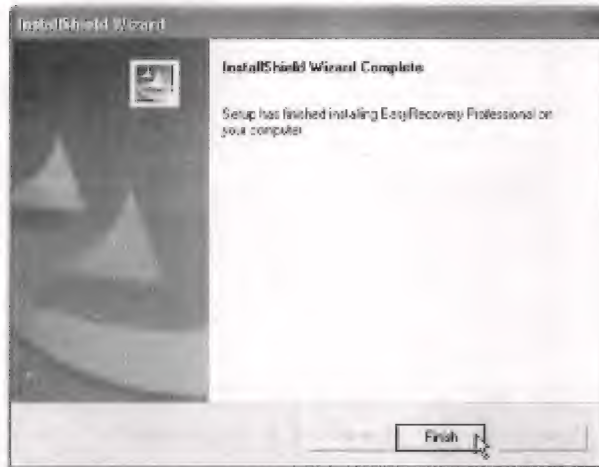 InstallShield Wizard
InstallShield Wizard Complete
Setup has finished installing EasyRecovery Professional on
your computer
Finish